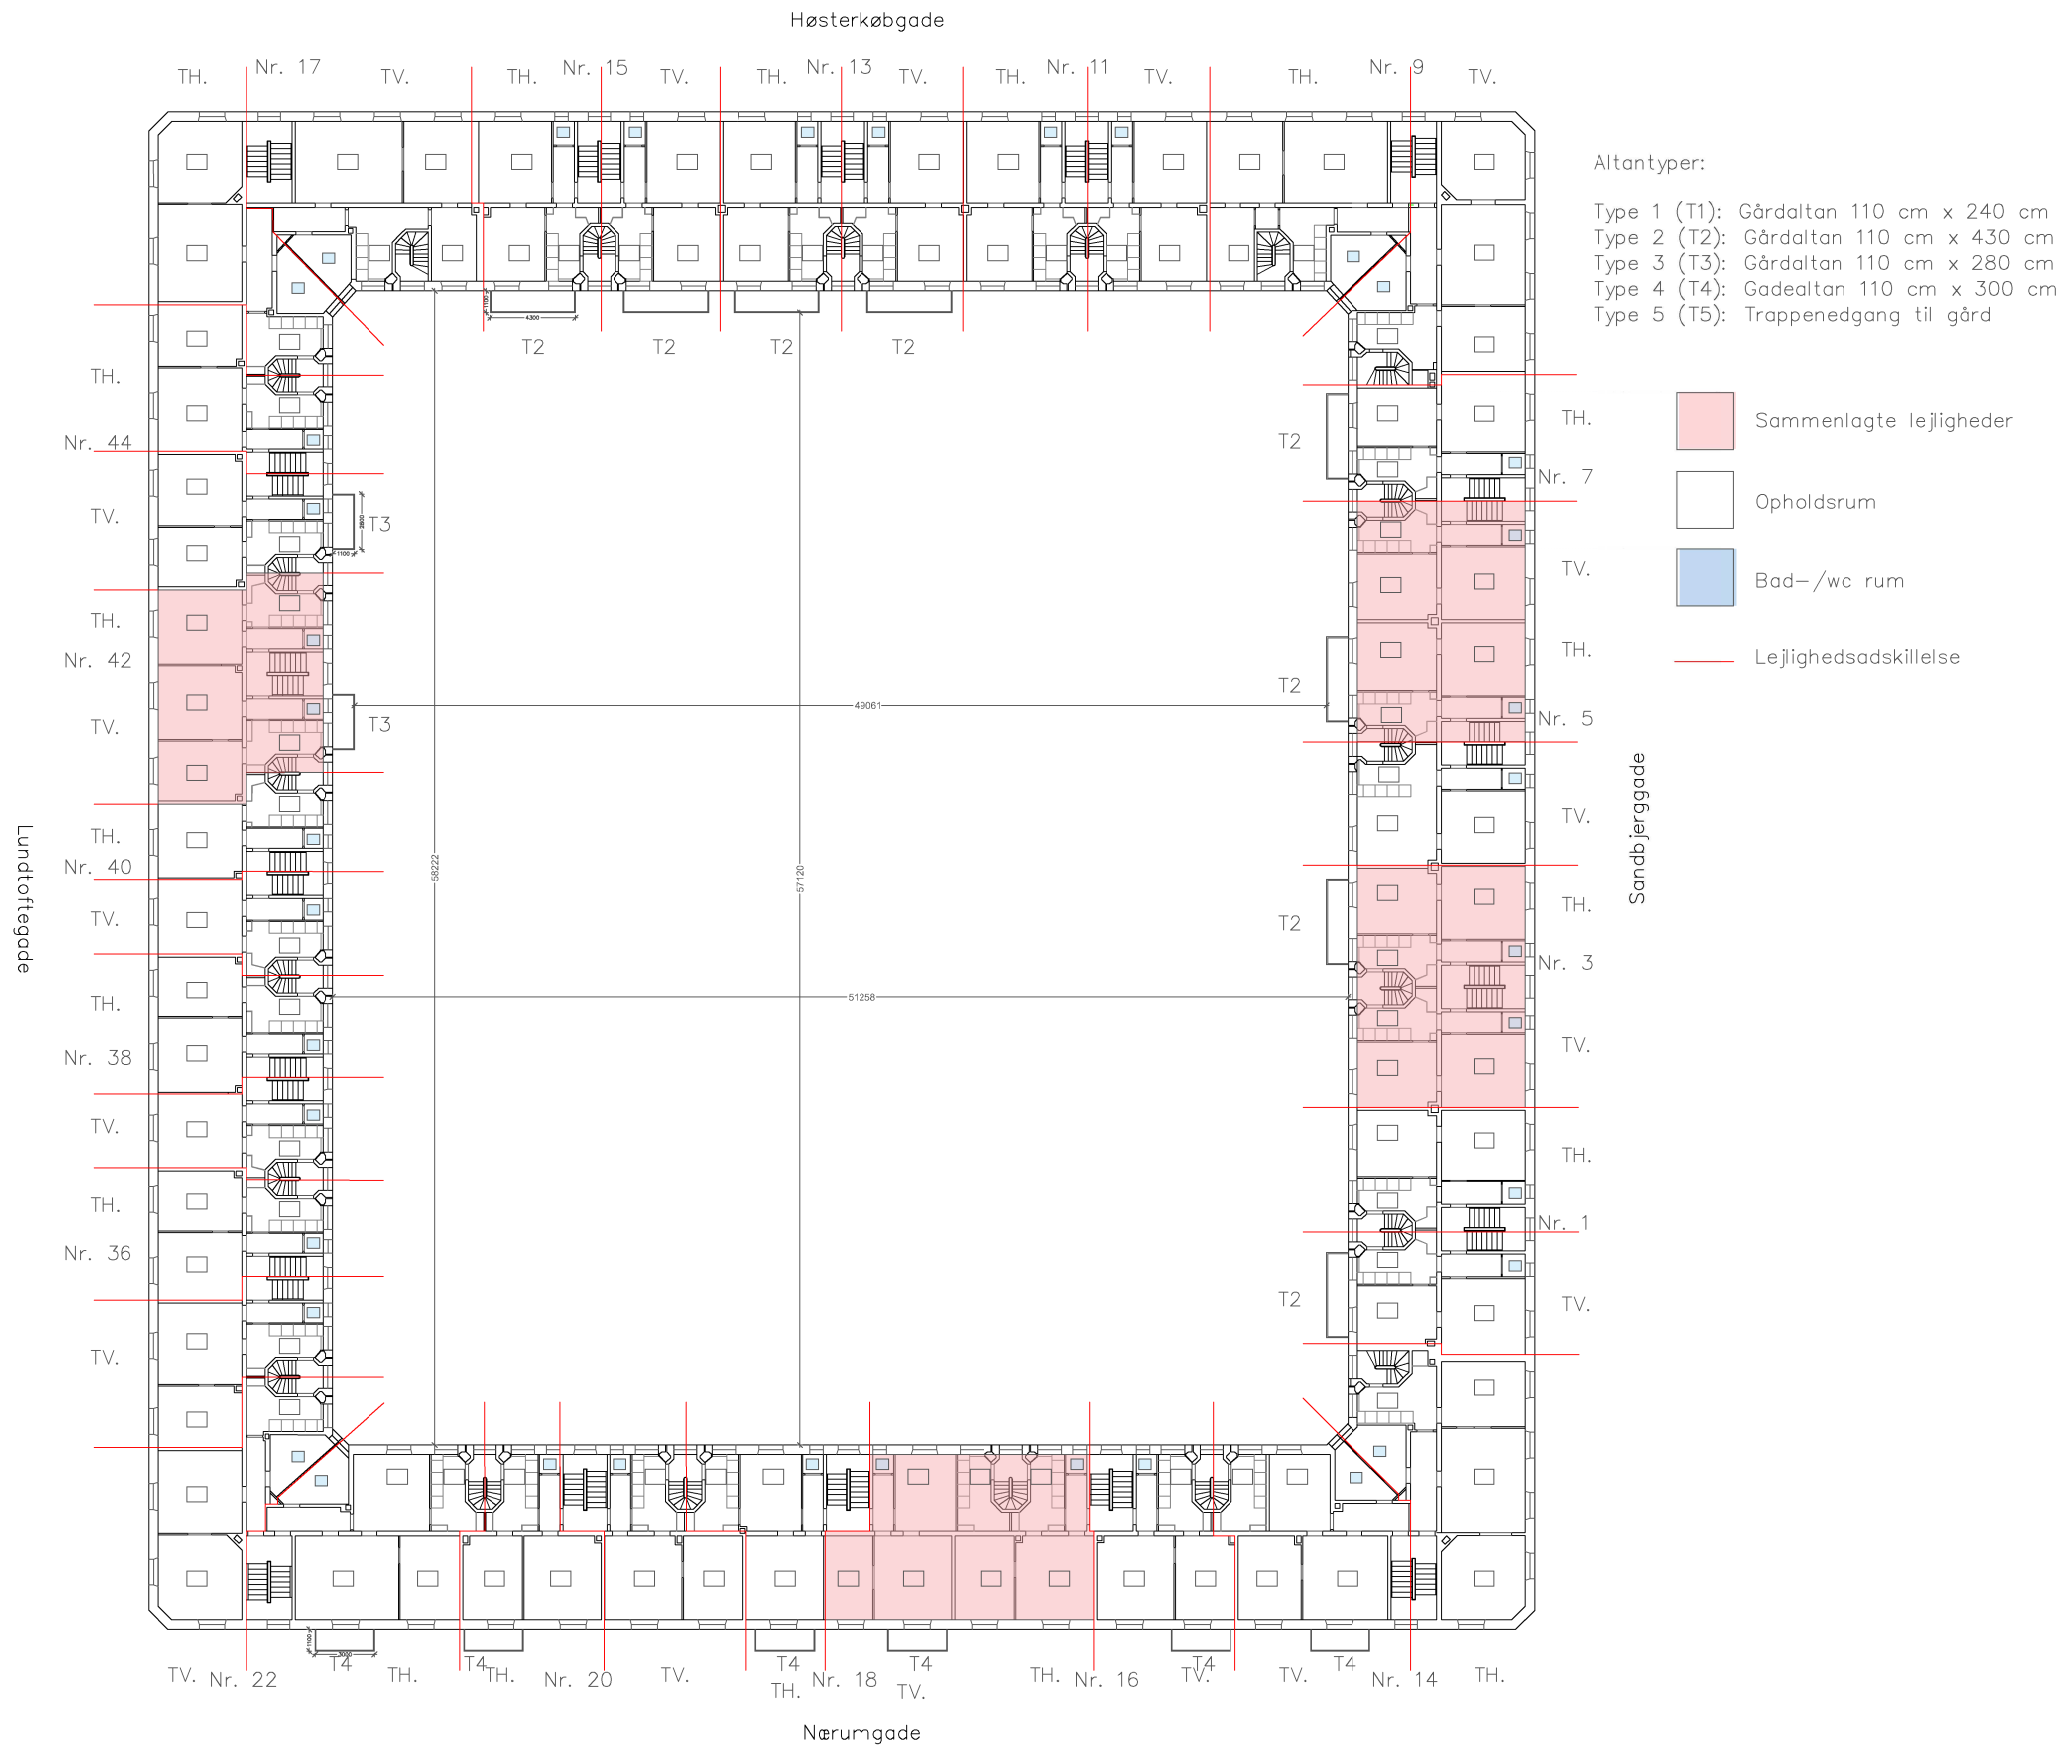 Høsterkøbgade
TH. Nr. 17 TV. TH. Nr. 15 TV. TH. Nr. 13 TV. TH. Nr. 11 TV. TH. Nr. 9 TV.
Altantyper:
Type 1 (T1): Gårdaltan 110 cm x 240 cm
Type 2 (T2): Gårdaltan 110 cm x 430 cm
Type 3 (T3): Gårdaltan 110 cm x 280 cm
Type 4 (T4): Gadealtan 110 cm x 300 cm
Type 5 (T5): Trappenedgang til gård
Sammenlagte lejligheder
Opholdsrum
Bad-/wc rum
Lejlighedsadskillelse
1100
4300
T2 T2 T2 T2
TH.
Nr. 44
TV.
TH.
Nr. 42
TV.
TH.
Nr. 40
TV.
TH.
Nr. 38
TV.
TH.
Nr. 36
TV.
Lundtoftegade
2800
T3
1100
T3
49061
58222
57120
51258
T2
T2
T2
T2
TH.
Nr. 7
TV.
TH.
Nr. 5
TV.
TH.
Nr. 3
TV.
TH.
Nr. 1
TV.
Sandbjerggade
1100
3000
T4 T4 T4 T4 T4 T4
TV. Nr. 22 TH. TH. Nr. 20 TV. TH. Nr. 18 TV. TH. Nr. 16 TV. TV. Nr. 14 TH.
Nærumgade